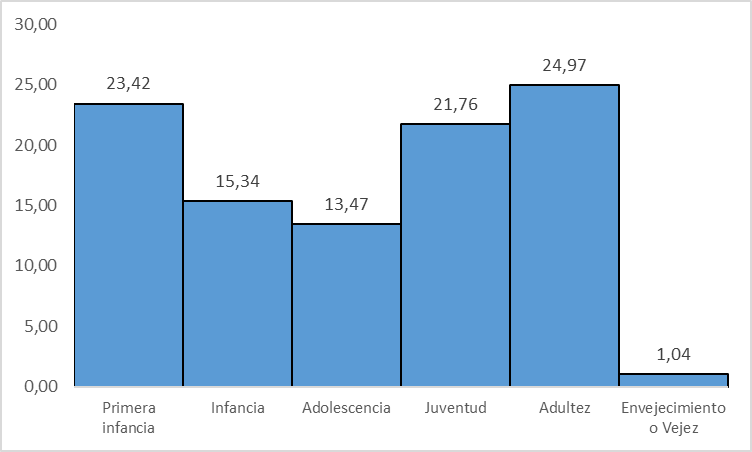 30,00
25,00
20,00
15,00
10,00
5,00
0,00
23,42
15,34
13,47
21,76
24,97
1,04
Primera
infancia
Infancia
Adolescencia
Juventud
Adultez
Envejecimiento
o Vejez